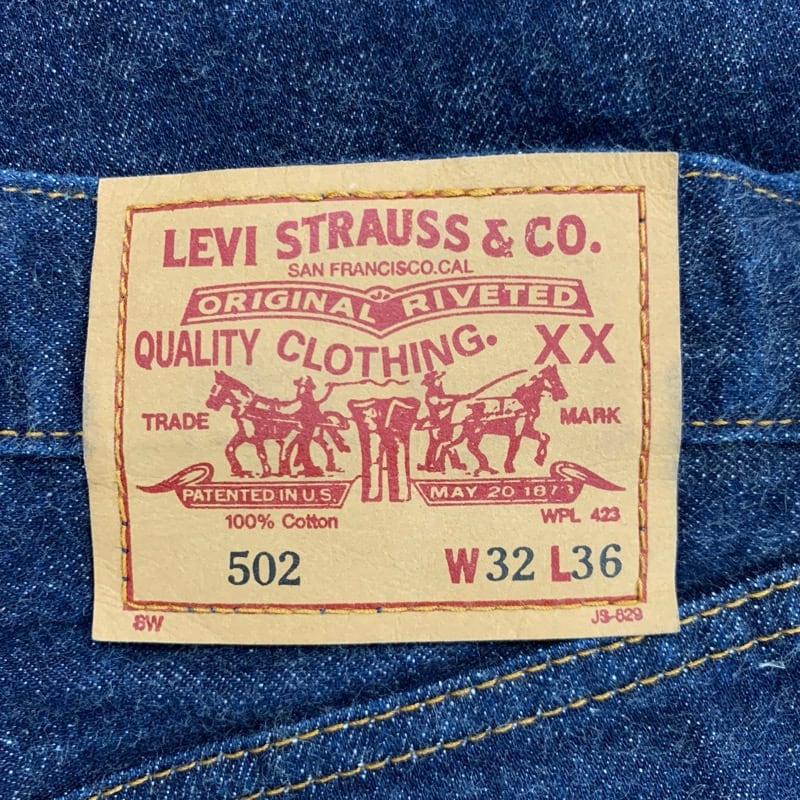 LEVI STRAUSS & CO.
SAN FRANCISCO.CAL
ORIGINAL RIVETED
QUALITY CLOTHING. XX
TRADE MARK
PATENTED IN U.S. MAY 20 1873
100% Cotton WPL 423
502 W32 L36
SW JS-629